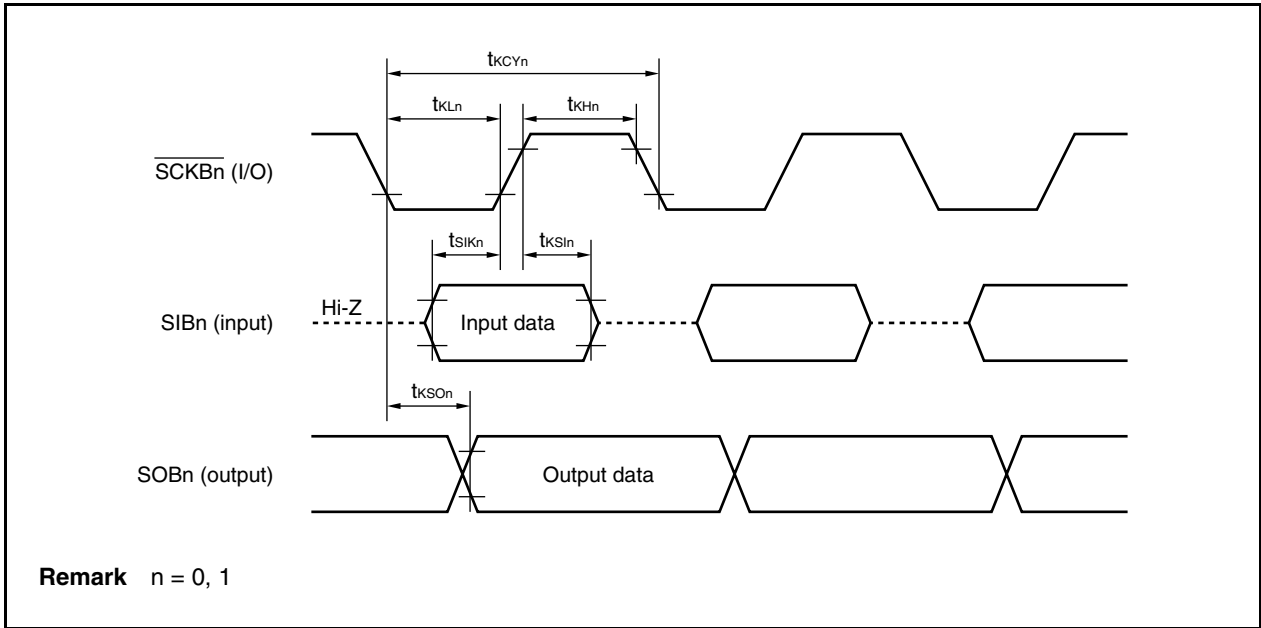 tKCYn
tKLn
tKHn
SCKBn (I/O)
tSIKn
tKSIn
Hi-Z
SIBn (input)
Input data
tKSOn
SOBn (output)
Output data
Remark n = 0, 1